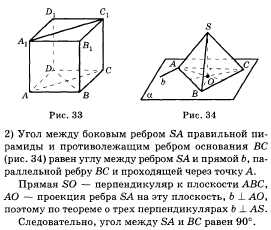 D₁
C₁
A₁
B₁
D
C
A
B
S
A
C
O
B
b
α
Рис. 33
Рис. 34
2) Угол между боковым ребром SA правильной пи-
рамиды и противолежащим ребром основания BC
(рис. 34) равен углу между ребром SA и прямой b, па-
раллельной ребру BC и проходящей через точку A.
Прямая SO — перпендикуляр к плоскости ABC,
AO — проекция ребра SA на эту плоскость, b ⊥ AO,
поэтому по теореме о трех перпендикулярах b ⊥ AS.
Следовательно, угол между SA и BC равен 90°.